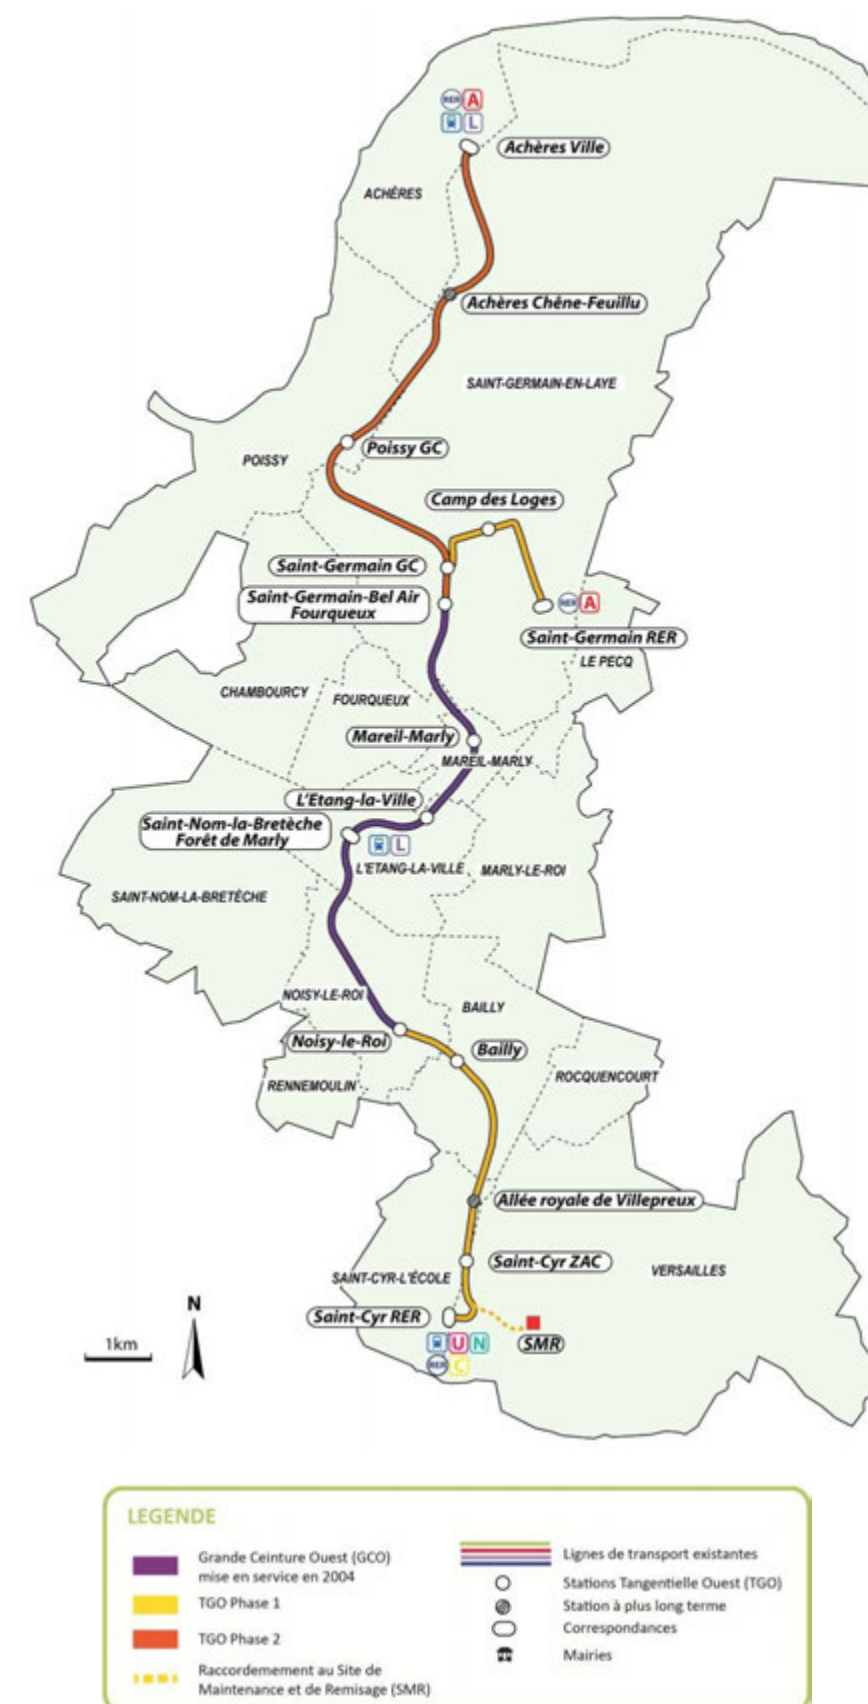 RER A
L
Achères Ville
ACHÈRES
Achères Chêne-Feuillu
SAINT-GERMAIN-EN-LAYE
Poissy GC
POISSY
Camp des Loges
Saint-Germain GC
Saint-Germain-Bel Air
Fourqueux
RER A
Saint-Germain RER
LE PECQ
CHAMBOURCY
FOURQUEUX
Mareil-Marly
MAREIL-MARLY
L'Etang-la-Ville
Saint-Nom-la-Bretèche
Forêt de Marly
L
L'ETANG-LA-VILLE
MARLY-LE-ROI
SAINT-NOM-LA-BRETÈCHE
NOISY-LE-ROI
BAILLY
Noisy-le-Roi
Bailly
RENNEMOULIN
ROCQUENCOURT
Allée royale de Villepreux
Saint-Cyr ZAC
SAINT-CYR-L'ÉCOLE
VERSAILLES
Saint-Cyr RER
SMR
U N
RER C
N
1km
LEGENDE
Grande Ceinture Ouest (GCO)
mise en service en 2004
TGO Phase 1
TGO Phase 2
Raccordemement au Site de
Maintenance et de Remisage (SMR)
Lignes de transport existantes
Stations Tangentielle Ouest (TGO)
Station à plus long terme
Correspondances
Mairies